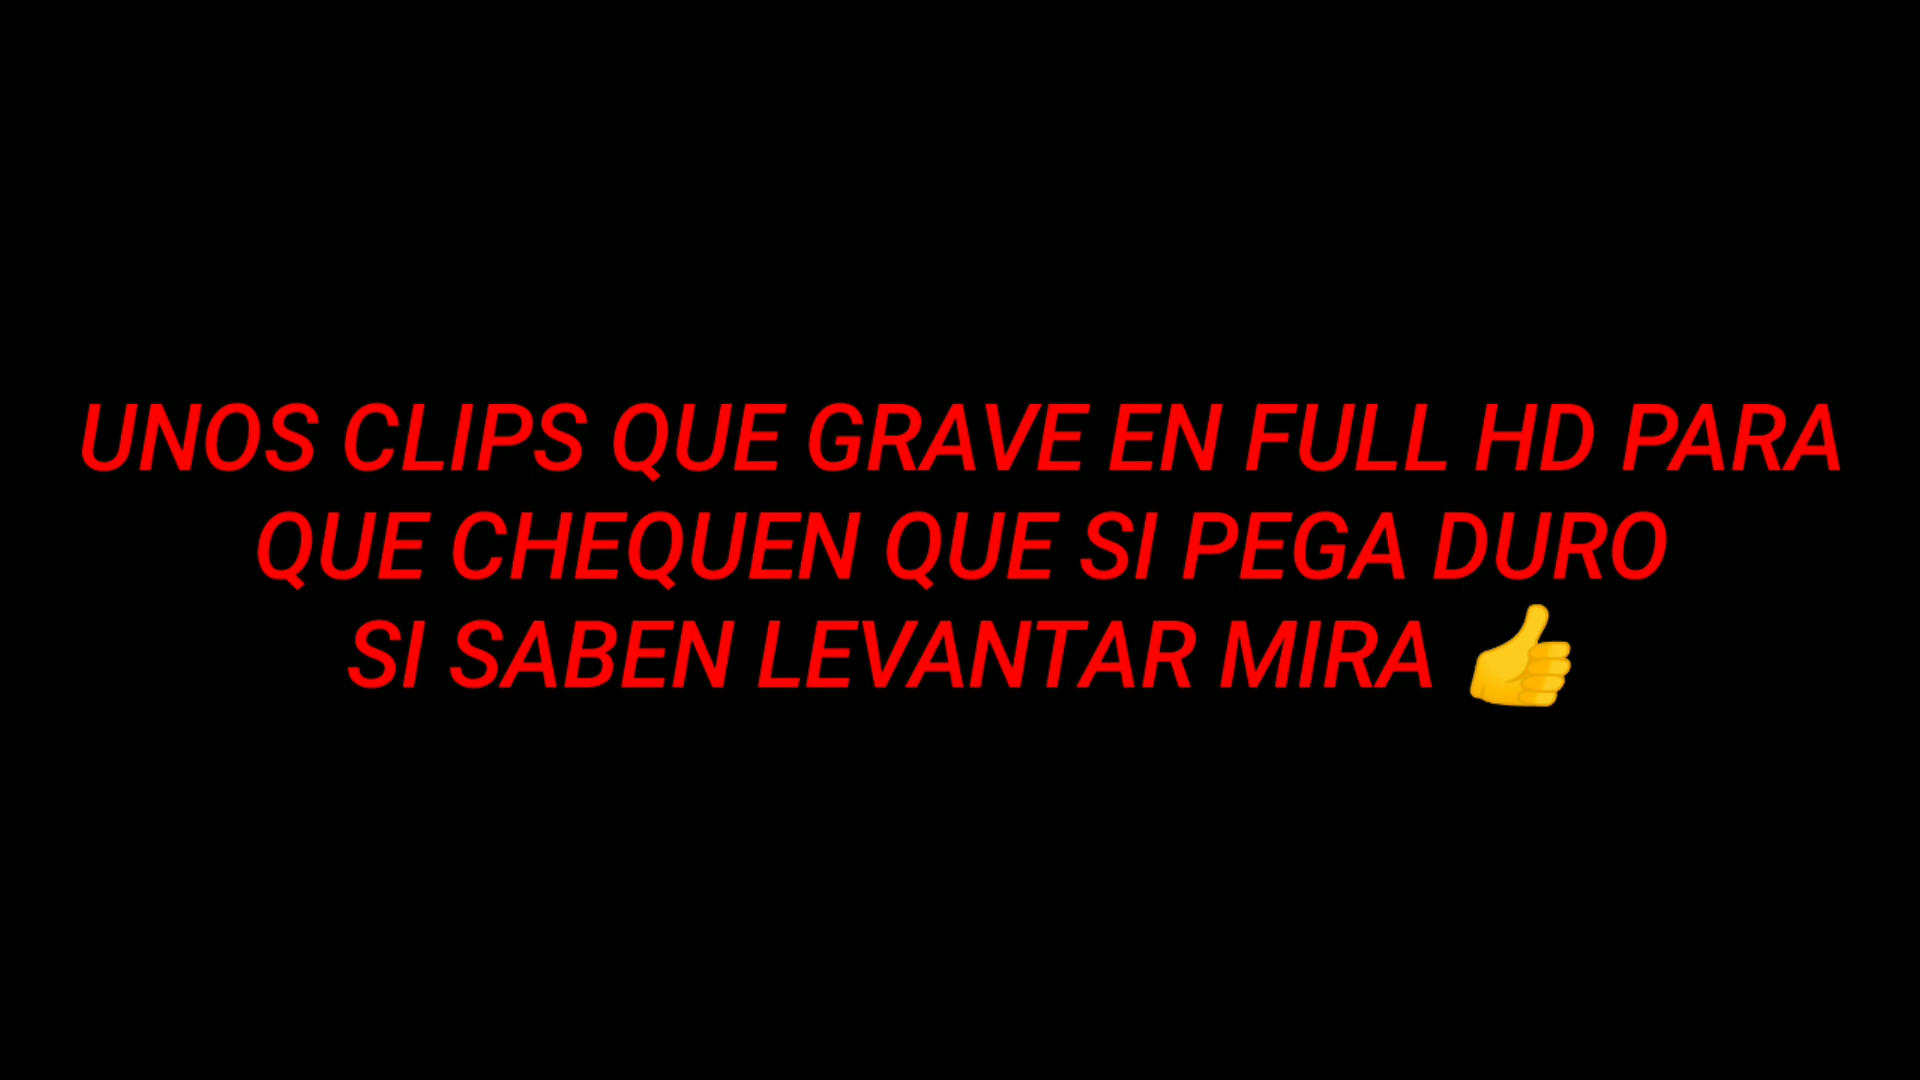 UNOS CLIPS QUE GRAVE EN FULL HD PARA
QUE CHEQUEN QUE SI PEGA DURO
SI SABEN LEVANTAR MIRA 👍